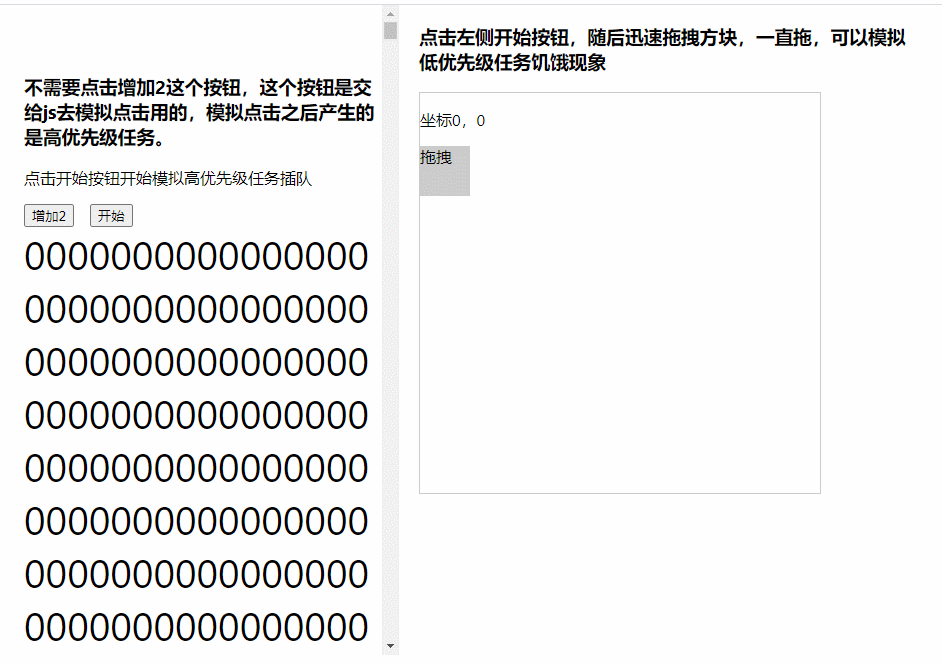 不需要点击增加2这个按钮，这个按钮是交
给js去模拟点击用的，模拟点击之后产生的
是高优先级任务。
点击开始按钮开始模拟高优先级任务插队
增加2 开始
0000000000000000
0000000000000000
0000000000000000
0000000000000000
0000000000000000
0000000000000000
0000000000000000
0000000000000000
点击左侧开始按钮，随后迅速拖拽方块，一直拖，可以模拟
低优先级任务饥饿现象
坐标0，0
拖拽